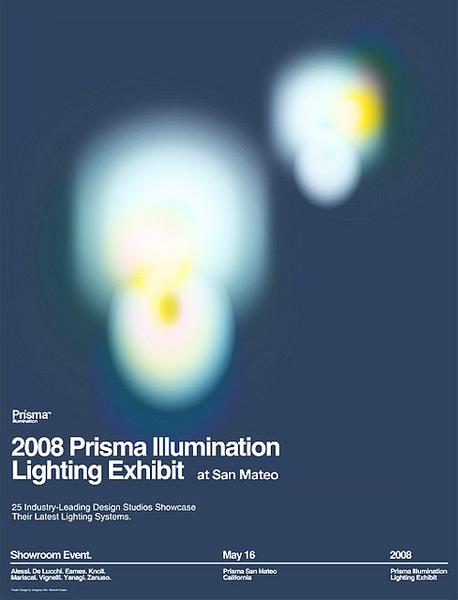 Prisma™
Illumination
2008 Prisma Illumination
Lighting Exhibit at San Mateo
25 Industry-Leading Design Studios Showcase
Their Latest Lighting Systems.
Showroom Event. May 16 2008
Alessi. De Lucchi. Eames. Knoll. Prisma San Mateo Prisma Illumination
Mariscal. Vignelli. Yanagi. Zanuso. California Lighting Exhibit